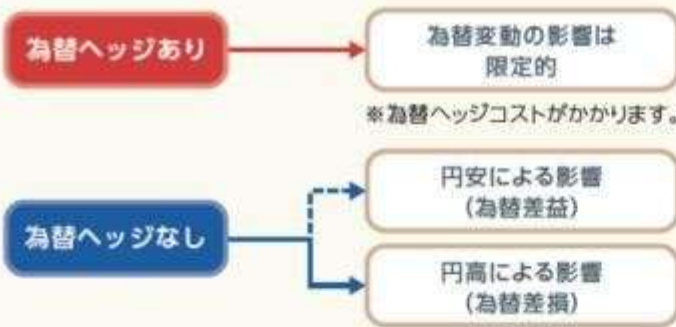 為替ヘッジあり
為替変動の影響は
限定的
※為替ヘッジコストがかかります。
為替ヘッジなし
円安による影響
(為替差益)
円高による影響
(為替差損)